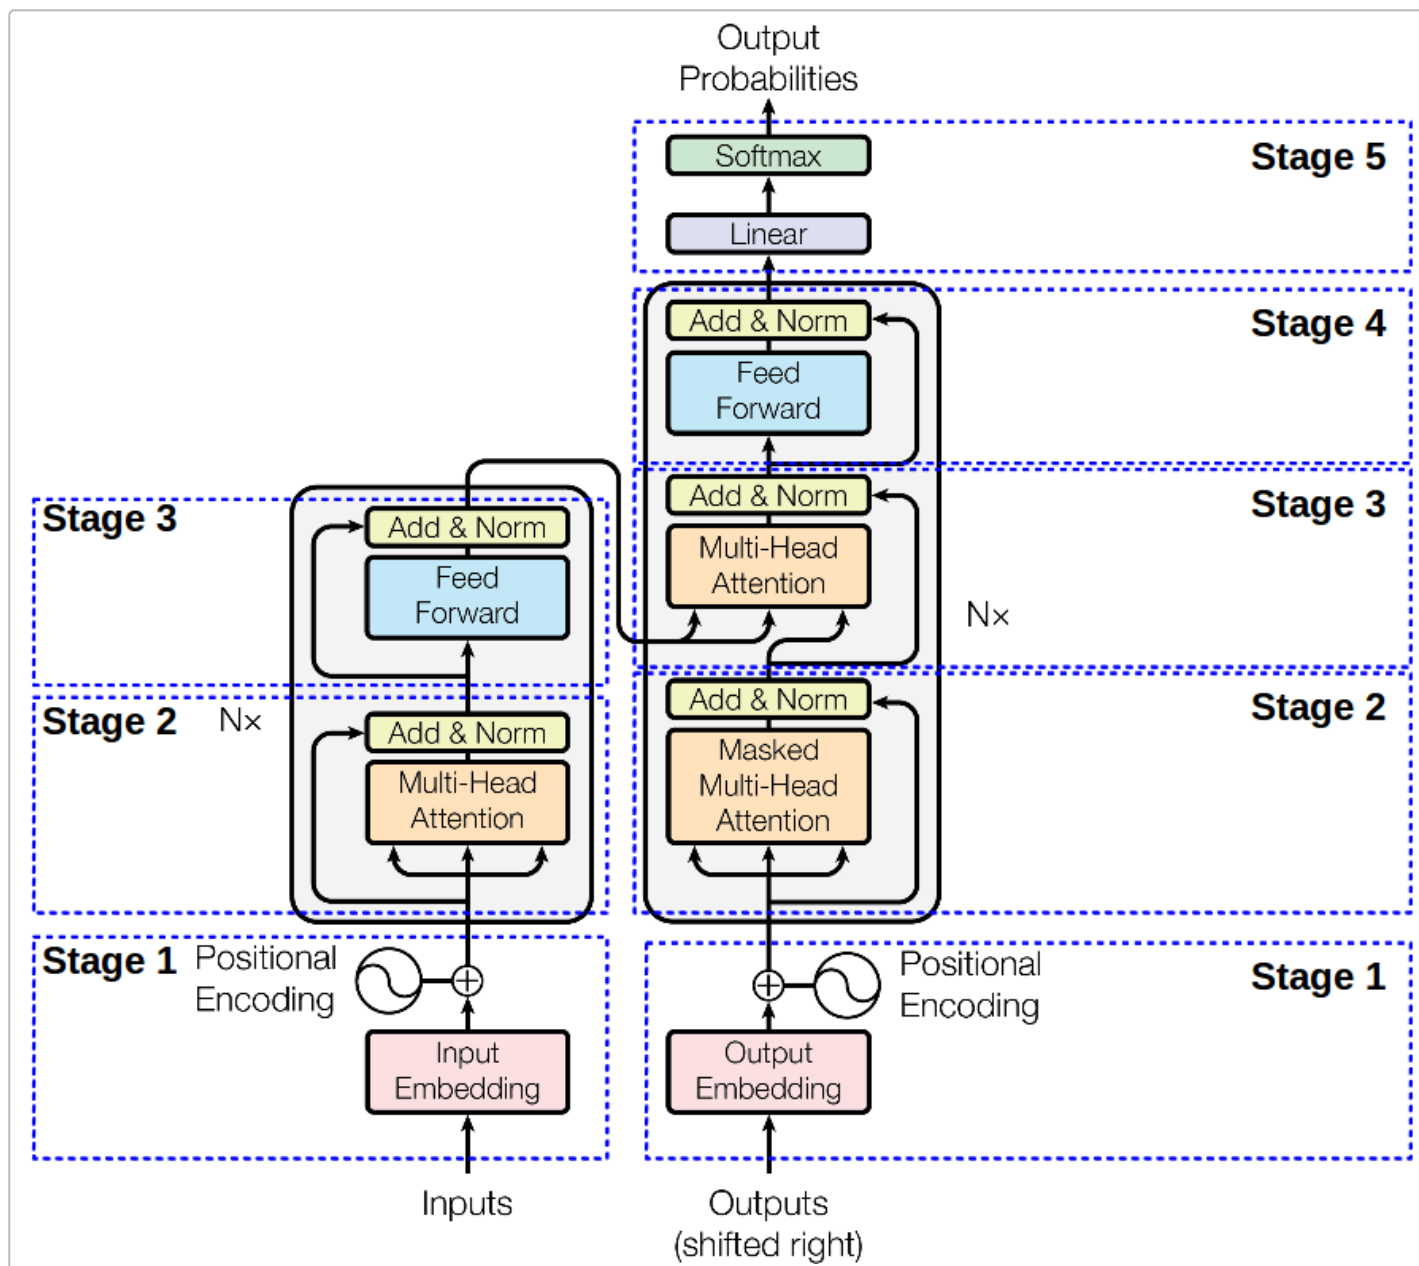 Output
Probabilities
Softmax
Stage 5
Linear
Add & Norm
Stage 4
Feed
Forward
Add & Norm
Stage 3
Multi-Head
Attention
N×
Add & Norm
Stage 2
Masked
Multi-Head
Attention
Stage 3
Add & Norm
Feed
Forward
Stage 2
N×
Add & Norm
Multi-Head
Attention
Stage 1
Positional
Encoding
Input
Embedding
Inputs
Positional
Encoding
Stage 1
Output
Embedding
Outputs
(shifted right)